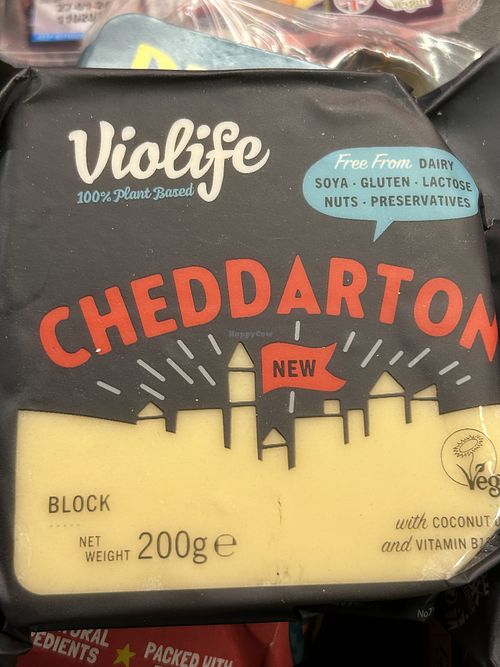 Violife
100% Plant Based
Free From DAIRY
SOYA · GLUTEN · LACTOSE
NUTS · PRESERVATIVES
CHEDDARTON
HappyCow
NEW
Veg
BLOCK
with COCONUT
and VITAMIN B
NET
WEIGHT 200g e
PACKED WITH